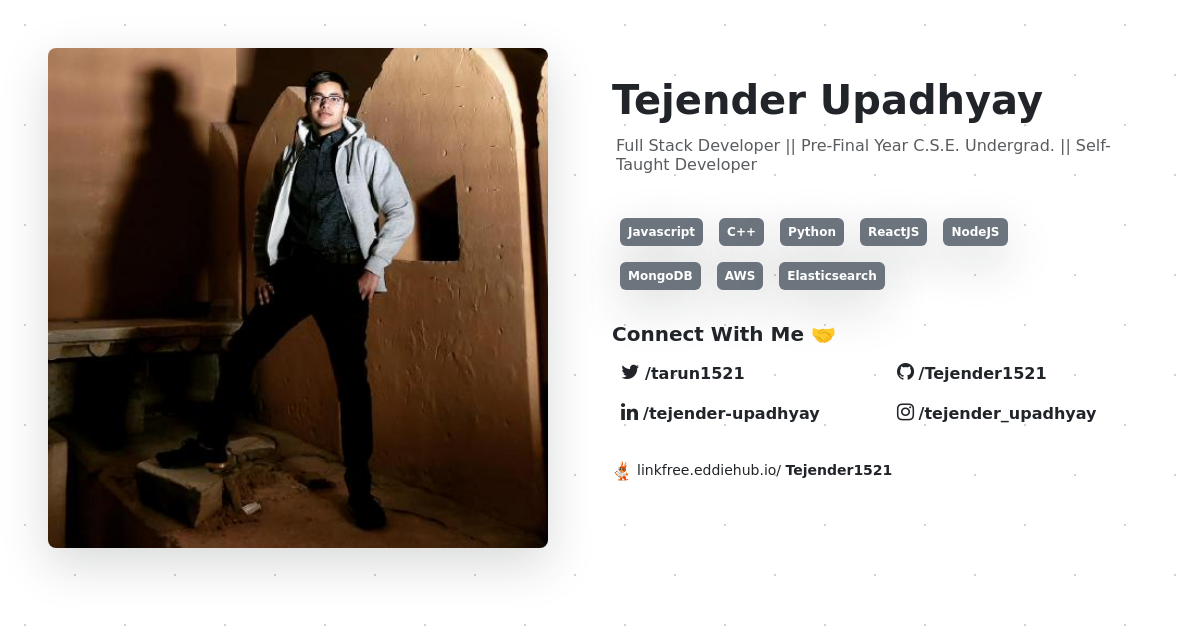 Tejender Upadhyay
Full Stack Developer || Pre-Final Year C.S.E. Undergrad. || Self-
Taught Developer
Javascript C++ Python ReactJS NodeJS
MongoDB AWS Elasticsearch
Connect With Me 🤝
/tarun1521 /Tejender1521
/tejender-upadhyay /tejender_upadhyay
linkfree.eddiehub.io/ Tejender1521